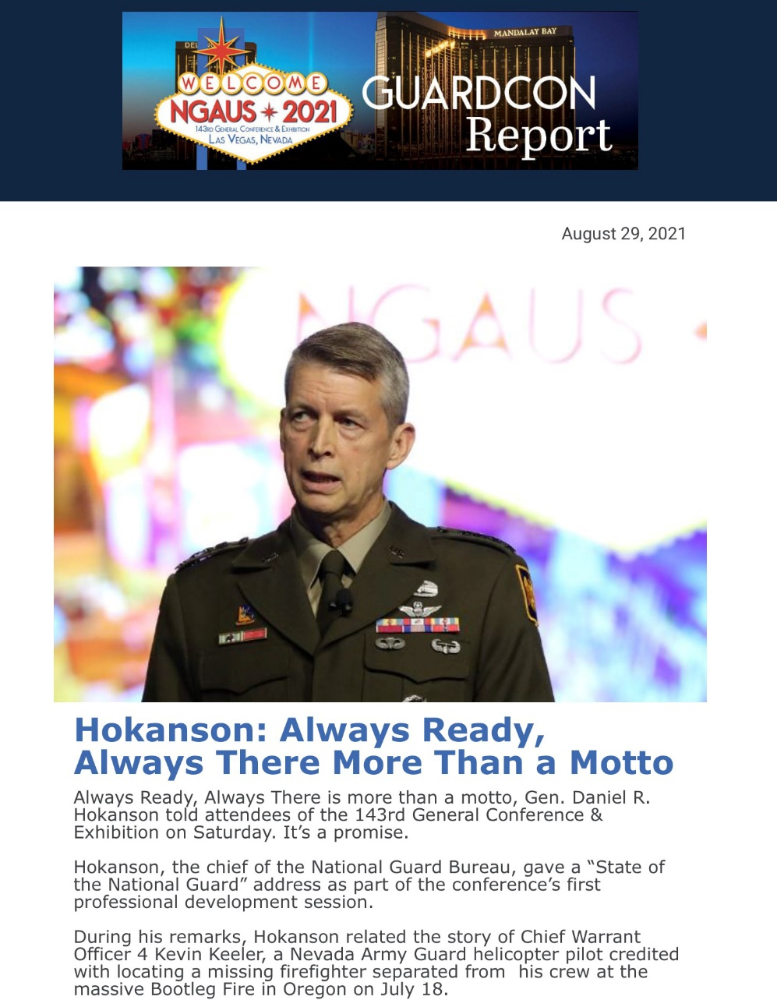 DEL
WELCOME
NGAUS 2021
143RD GENERAL CONFERENCE & EXHIBITION
LAS VEGAS, NEVADA
MANDALAY BAY
GUARDCON
Report
August 29, 2021
NGAUS
US
Hokanson: Always Ready,
Always There More Than a Motto
Always Ready, Always There is more than a motto, Gen. Daniel R.
Hokanson told attendees of the 143rd General Conference &
Exhibition on Saturday. It’s a promise.
Hokanson, the chief of the National Guard Bureau, gave a “State of
the National Guard” address as part of the conference’s first
professional development session.
During his remarks, Hokanson related the story of Chief Warrant
Officer 4 Kevin Keeler, a Nevada Army Guard helicopter pilot credited
with locating a missing firefighter separated from  his crew at the
massive Bootleg Fire in Oregon on July 18.